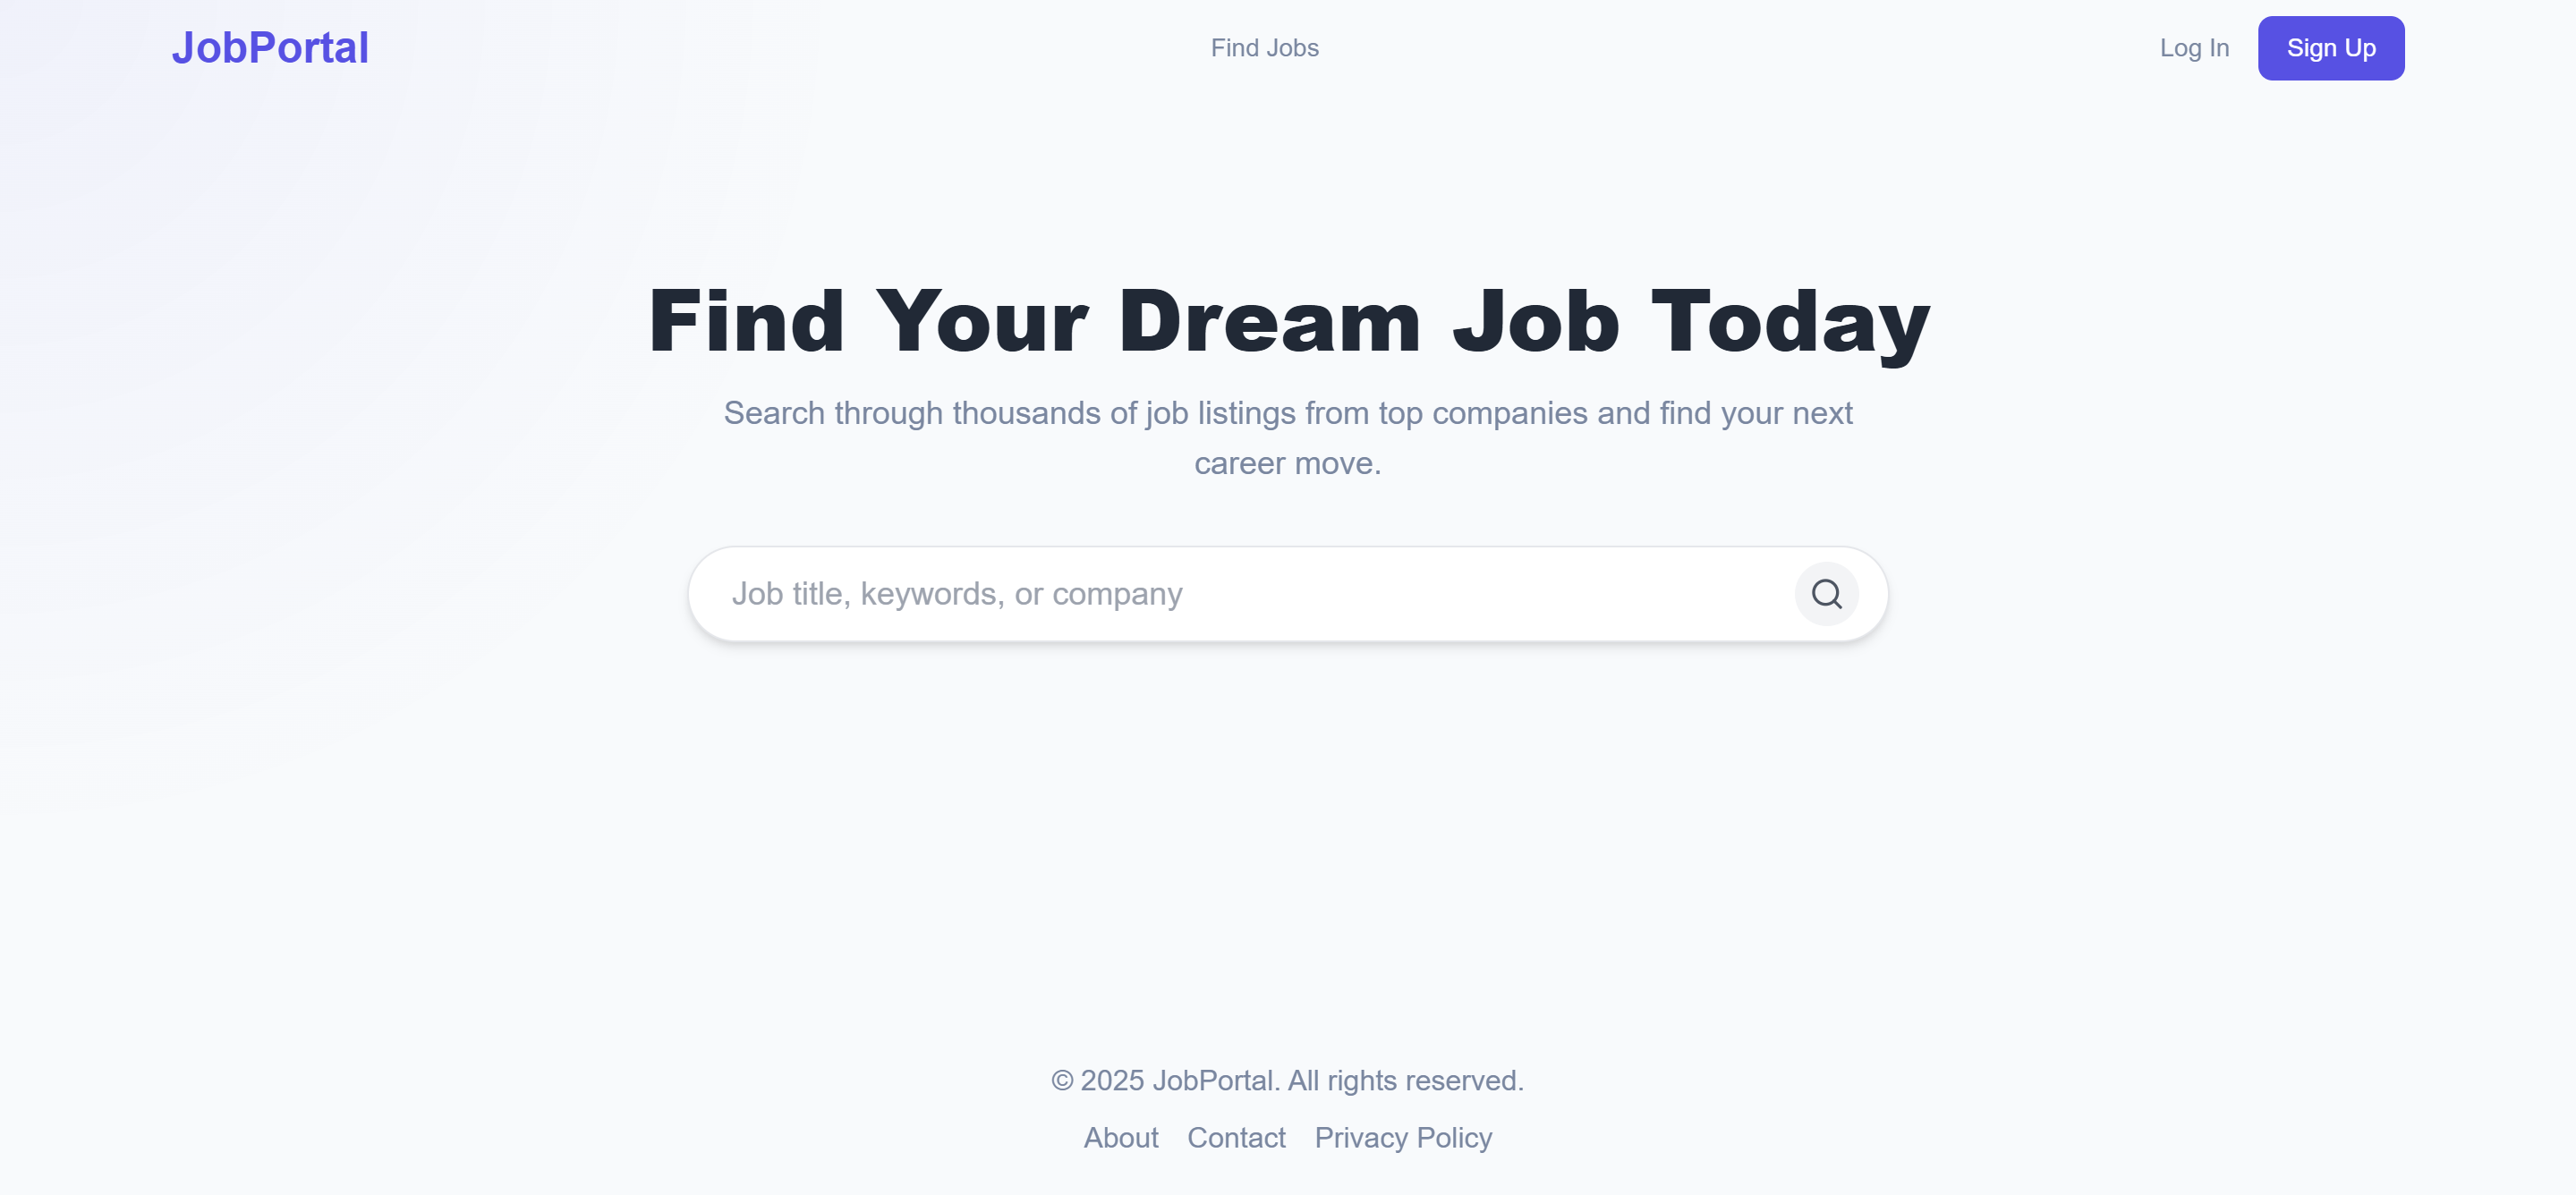 JobPortal
Find Jobs
Log In
Sign Up
Find Your Dream Job Today
Search through thousands of job listings from top companies and find your next
career move.
Job title, keywords, or company
© 2025 JobPortal. All rights reserved.
About Contact Privacy Policy